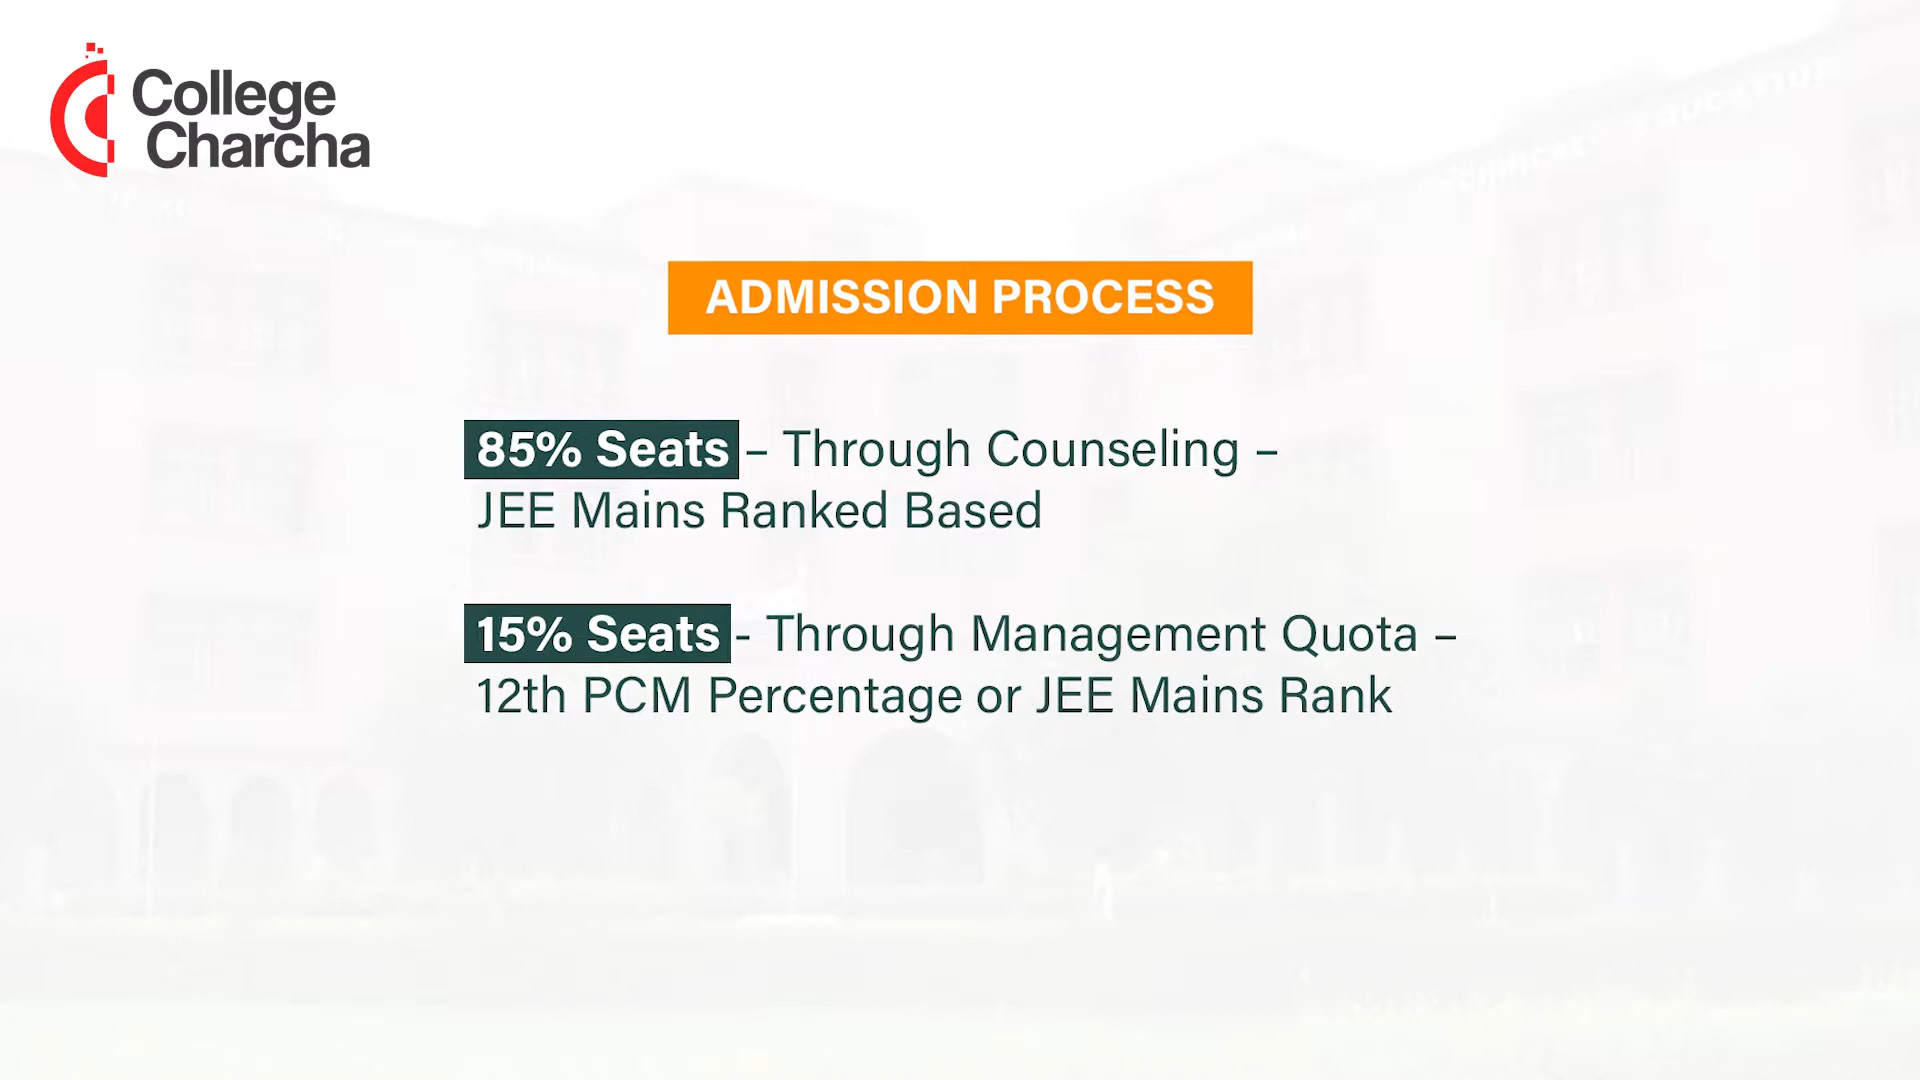 College
Charcha
ADMISSION PROCESS
85% Seats – Through Counseling –
JEE Mains Ranked Based
15% Seats - Through Management Quota –
12th PCM Percentage or JEE Mains Rank